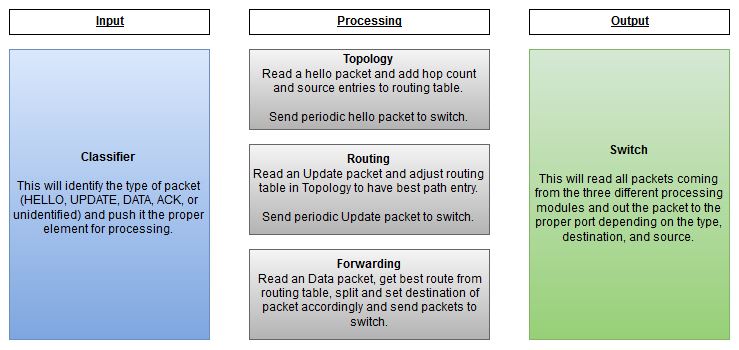 Input
Processing
Output
Classifier
This will identify the type of packet
(HELLO, UPDATE, DATA, ACK, or
unidentified) and push it the proper
element for processing.
Topology
Read a hello packet and add hop count
and source entries to routing table.
Send periodic hello packet to switch.
Routing
Read an Update packet and adjust routing
table in Topology to have best path entry.
Send periodic Update packet to switch.
Forwarding
Read an Data packet, get best route from
routing table, split and set destination of
packet accordingly and send packets to
switch.
Switch
This will read all packets coming
from the three different processing
modules and out the packet to the
proper port depending on the type,
destination, and source.